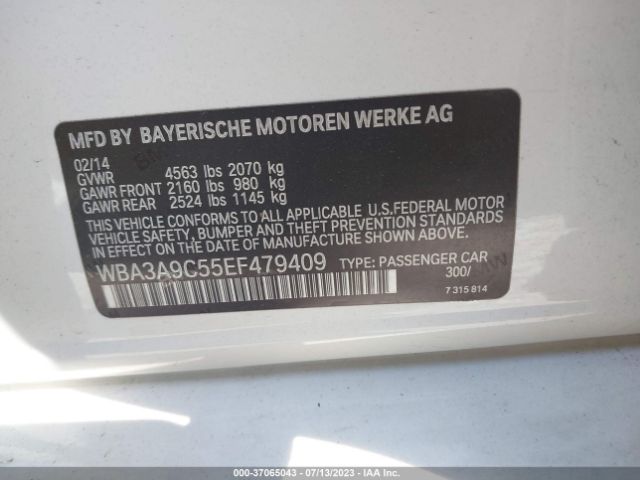 MFD BY BAYERISCHE MOTOREN WERKE AG
02/14
GVWR 4563 lbs 2070 kg
GAWR FRONT 2160 lbs 980 kg
GAWR REAR 2524 lbs 1145 kg
THIS VEHICLE CONFORMS TO ALL APPLICABLE U.S.FEDERAL MOTOR
VEHICLE SAFETY, BUMPER, AND THEFT PREVENTION STANDARDS
IN EFFECT ON THE DATE OF MANUFACTURE SHOWN ABOVE.
WBA3A9C55EF479409 TYPE: PASSENGER CAR
300/
7 315 814
000-37065043 / 07/13/2023 / IAA Inc.